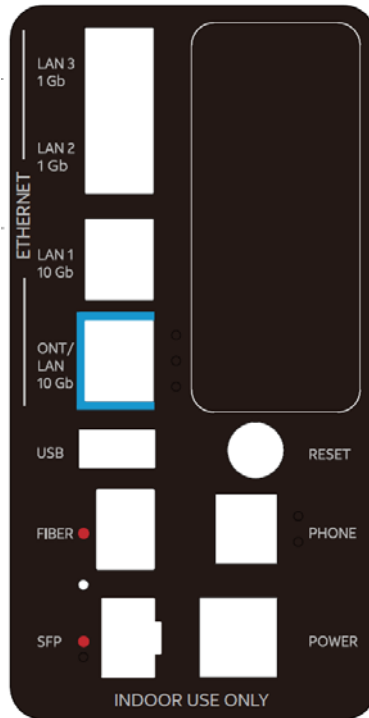 LAN 3
1 Gb
LAN 2
1 Gb
ETHERNET
LAN 1
10 Gb
ONT/
LAN
10 Gb
USB
RESET
FIBER
PHONE
SFP
POWER
INDOOR USE ONLY